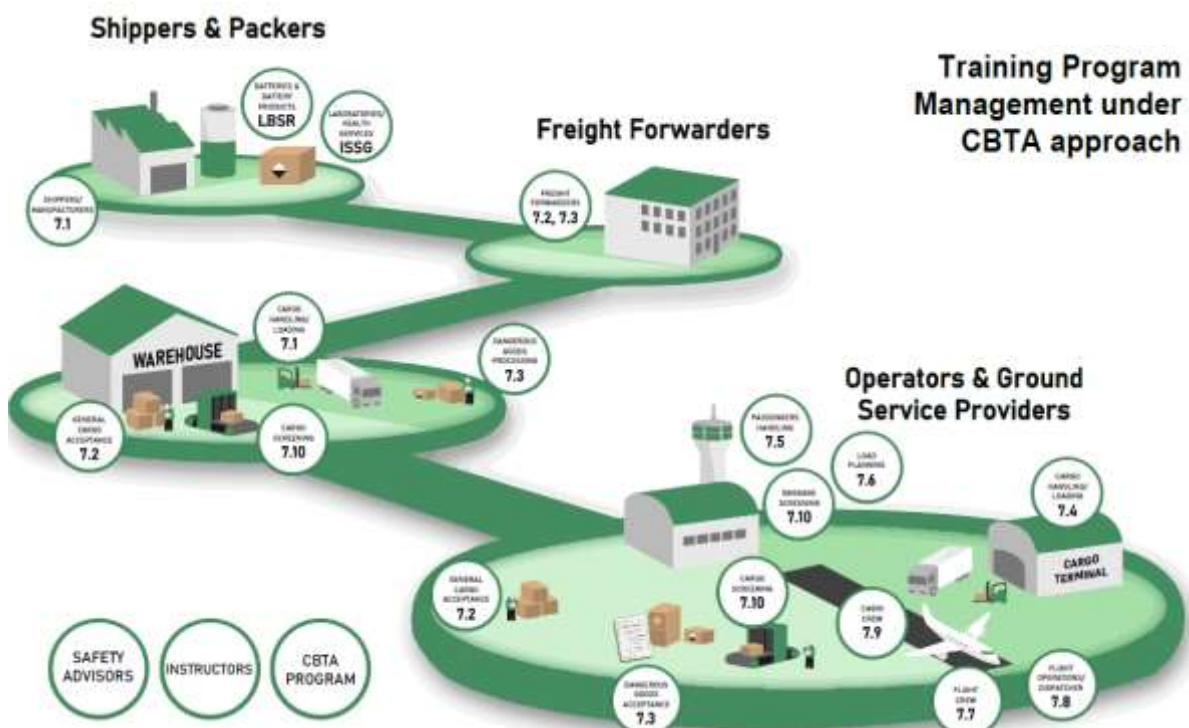 Shippers & Packers
Training Program
Management under
CBTA approach
BATTERIES &
BATTERY
PRODUCTS
LBSR
LABORATORIES/
HEALTH
SERVICES/
ISSG
SHIPPERS/
MANUFACTURERS
7.1
Freight Forwarders
FREIGHT
FORWARDERS
7.2, 7.3
WAREHOUSE
CARGO
HANDLING/
LOADING
7.1
DANGEROUS
GOODS
PROCESSING
7.3
GENERAL
CARGO
ACCEPTANCE
7.2
CARGO
SCREENING
7.10
Operators & Ground
Service Providers
PASSENGERS
HANDLING
7.5
LOAD
PLANNING
7.6
SCREENING
7.10
CARGO
HANDLING/
LOADING
7.4
CARGO
TERMINAL
GENERAL
CARGO
ACCEPTANCE
7.2
CARGO
SCREENING
7.10
CREW
7.9
DANGEROUS
GOODS
ACCEPTANCE
7.3
FLIGHT
CREW
7.7
FLIGHT
OPERATIONS/
DISPATCHER
7.8
SAFETY
ADVISORS
INSTRUCTORS
CBTA
PROGRAM